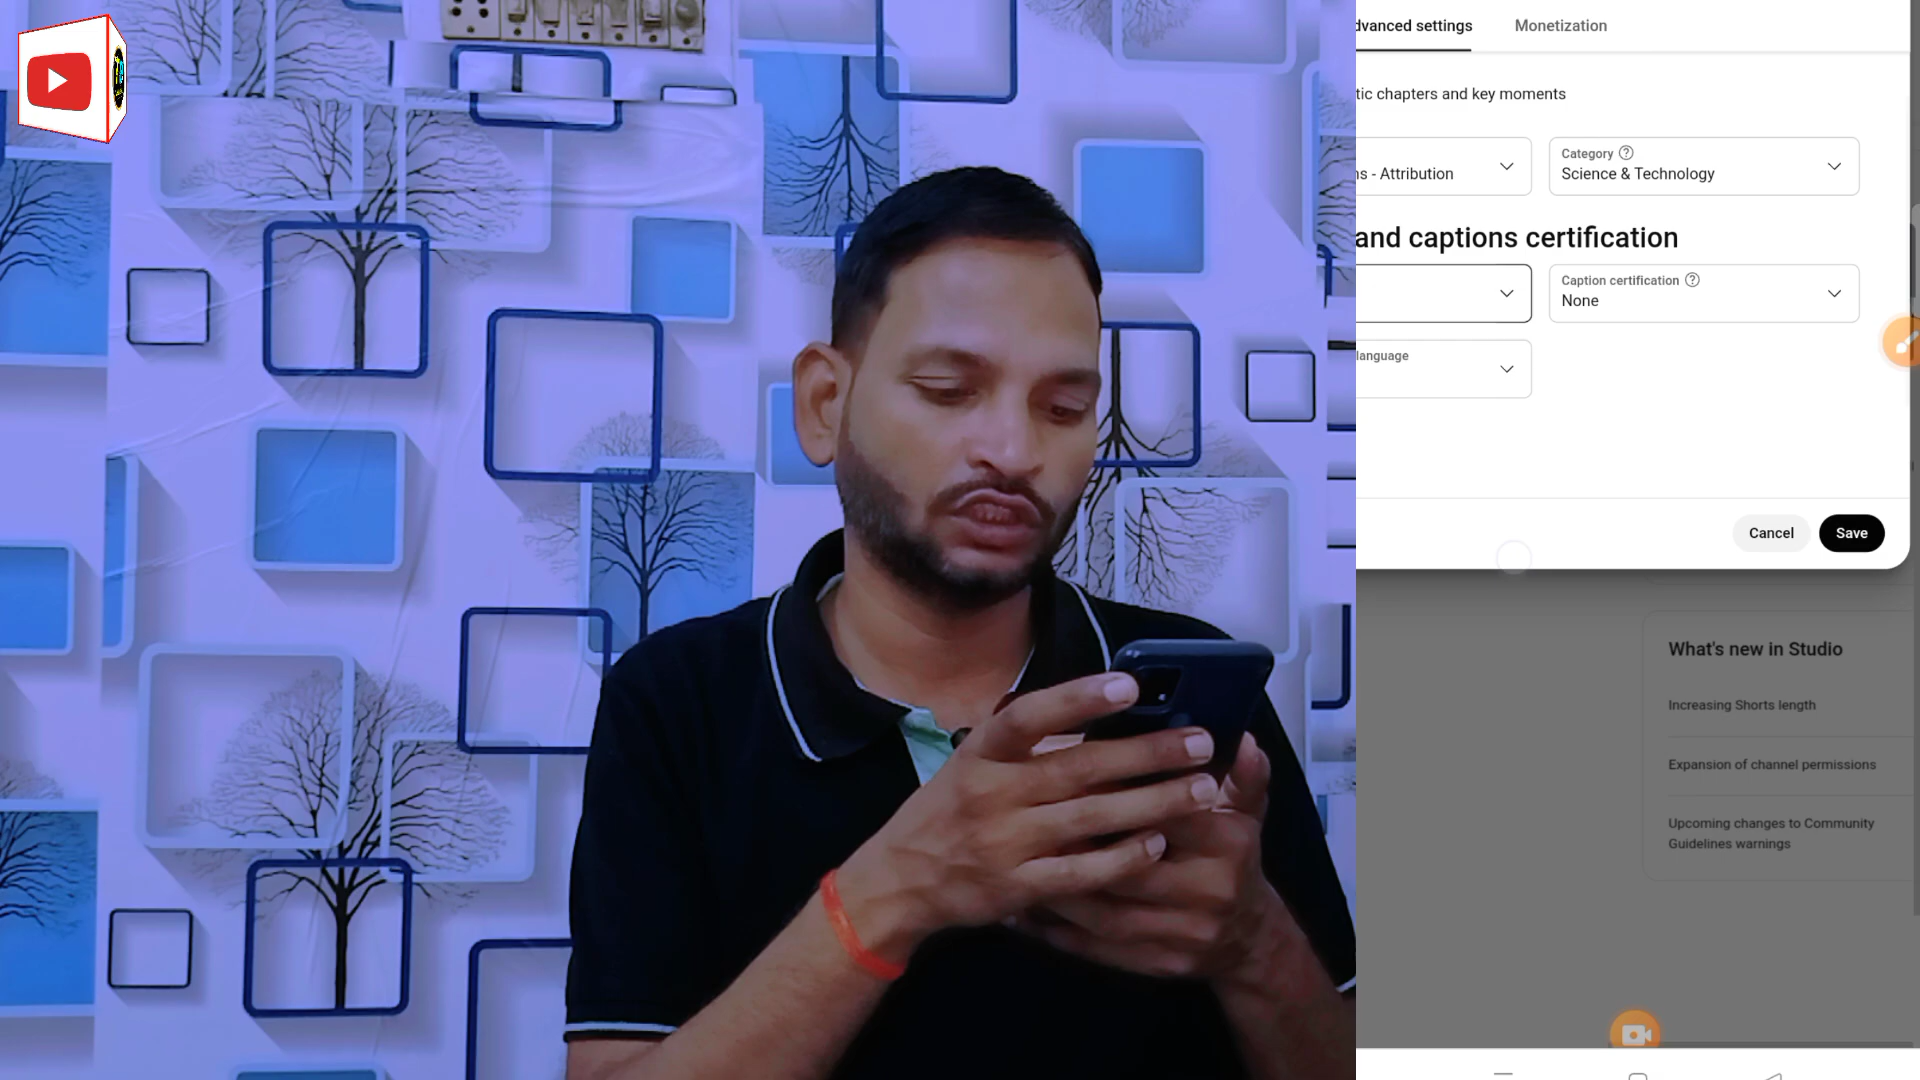 dvanced settings
Monetization
tic chapters and key moments
ns - Attribution
Category
Science & Technology
and captions certification
Caption certification
None
language
Cancel
Save
What's new in Studio
Increasing Shorts length
Expansion of channel permissions
Upcoming changes to Community
Guidelines warnings